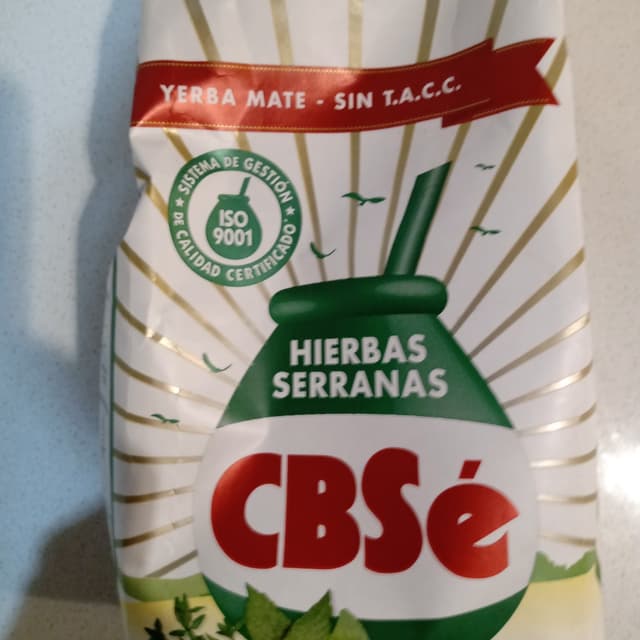 YERBA MATE - SIN T.A.C.C.
★ SISTEMA DE GESTIÓN ★
DE CALIDAD CERTIFICADO
ISO
9001
HIERBAS
SERRANAS
CBSé